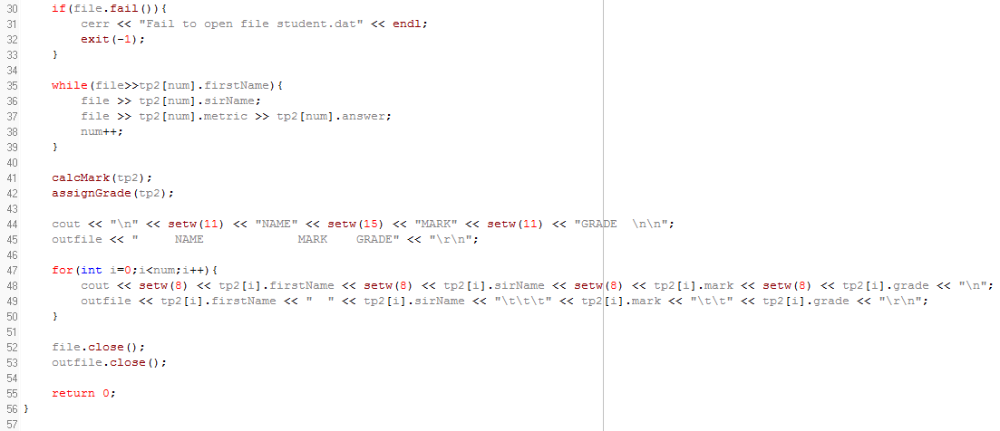 30     if(file.fail()){
31         cerr << "Fail to open file student.dat" << endl;
32         exit(-1);
33     }
34
35     while(file>>tp2[num].firstName){
36         file >> tp2[num].sirName;
37         file >> tp2[num].metric >> tp2[num].answer;
38         num++;
39     }
40
41     calcMark(tp2);
42     assignGrade(tp2);
43
44     cout << "\n" << setw(11) << "NAME" << setw(15) << "MARK" << setw(11) << "GRADE  \n\n";
45     outfile << "     NAME             MARK    GRADE" << "\r\n";
46
47     for(int i=0;i<num;i++){
48         cout << setw(8) << tp2[i].firstName << setw(8) << tp2[i].sirName << setw(8) << tp2[i].mark << setw(8) << tp2[i].grade << "\n";
49         outfile << tp2[i].firstName << "  " << tp2[i].sirName << "\t\t\t" << tp2[i].mark << "\t\t" << tp2[i].grade << "\r\n";
50     }
51
52     file.close();
53     outfile.close();
54
55     return 0;
56 }
57